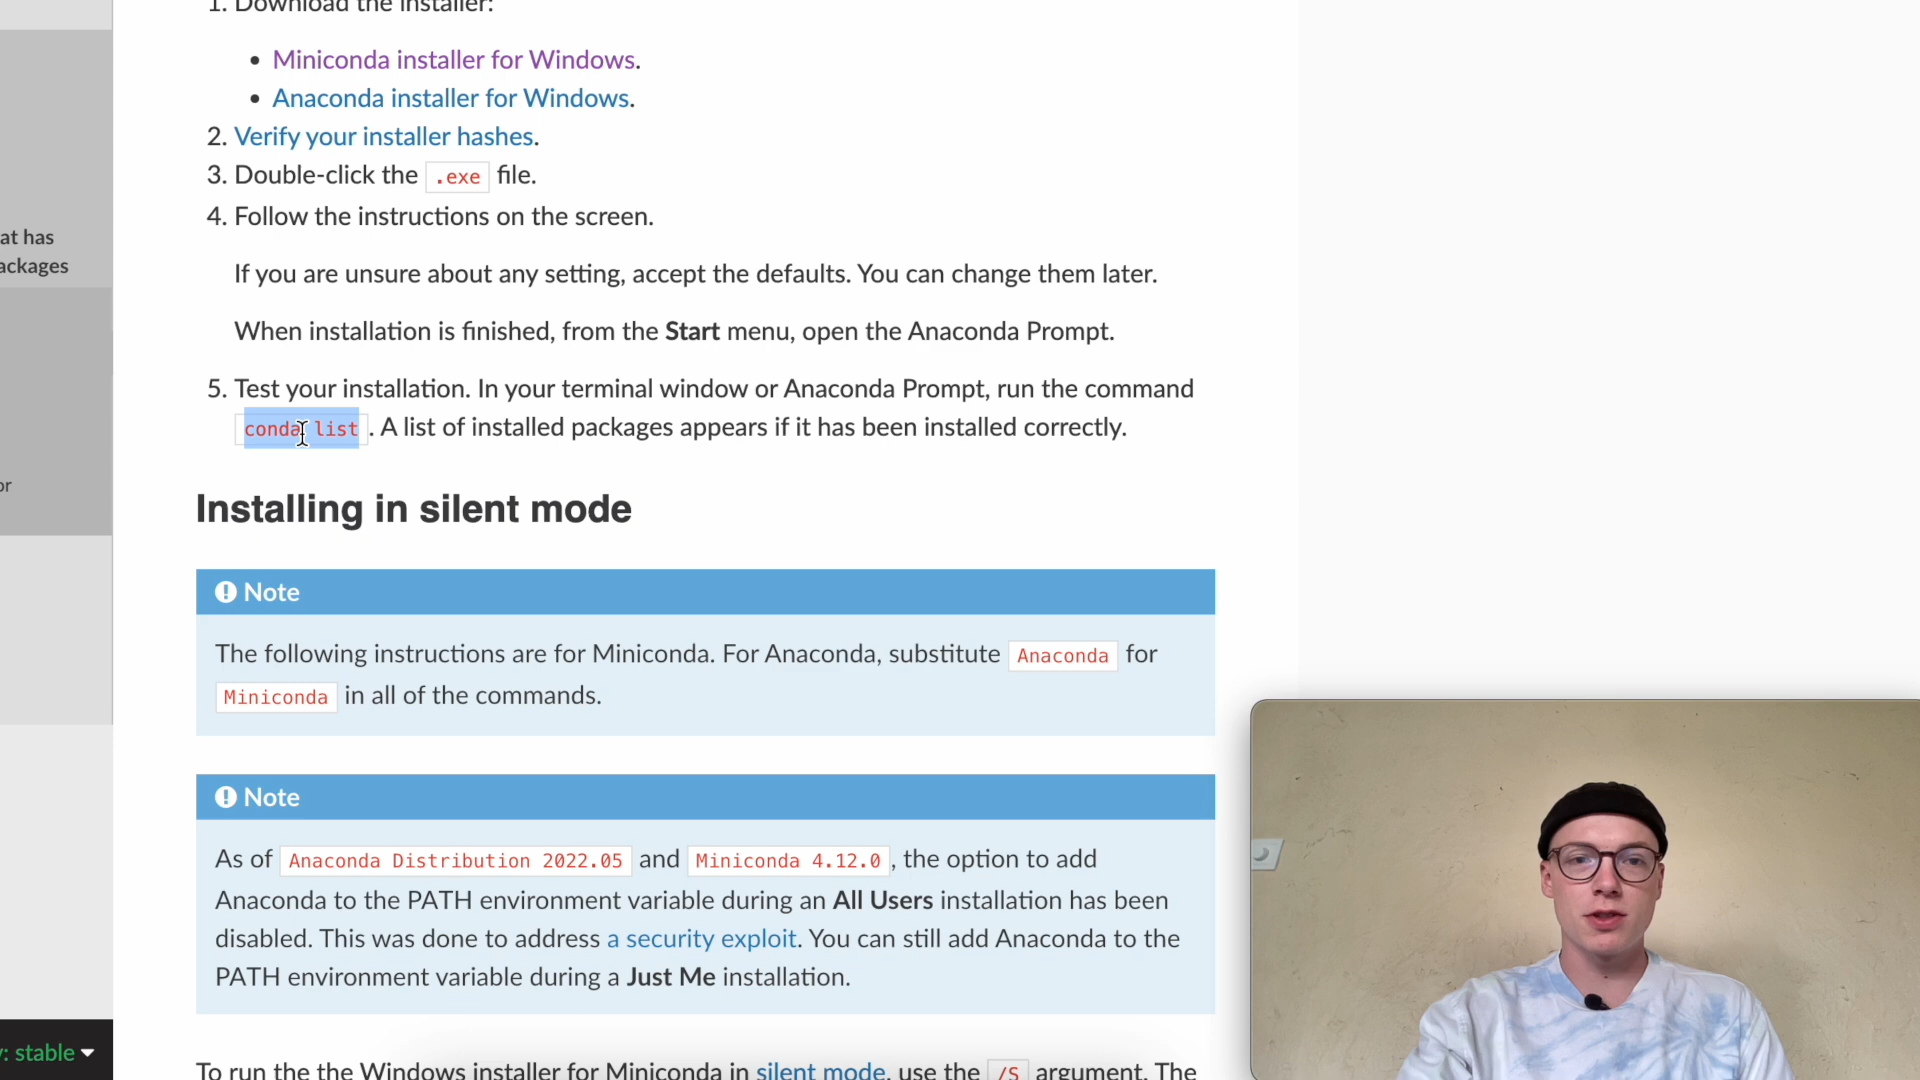 1. Download the installer:
• Miniconda installer for Windows.
• Anaconda installer for Windows.
2. Verify your installer hashes.
3. Double-click the .exe file.
4. Follow the instructions on the screen.
at has
ackages
If you are unsure about any setting, accept the defaults. You can change them later.
When installation is finished, from the Start menu, open the Anaconda Prompt.
5. Test your installation. In your terminal window or Anaconda Prompt, run the command
conda list . A list of installed packages appears if it has been installed correctly.
or
Installing in silent mode
Note
The following instructions are for Miniconda. For Anaconda, substitute Anaconda for
Miniconda in all of the commands.
Note
As of Anaconda Distribution 2022.05 and Miniconda 4.12.0 , the option to add
Anaconda to the PATH environment variable during an All Users installation has been
disabled. This was done to address a security exploit. You can still add Anaconda to the
PATH environment variable during a Just Me installation.
: stable
To run the the Windows installer for Miniconda in silent mode, use the /S argument. The